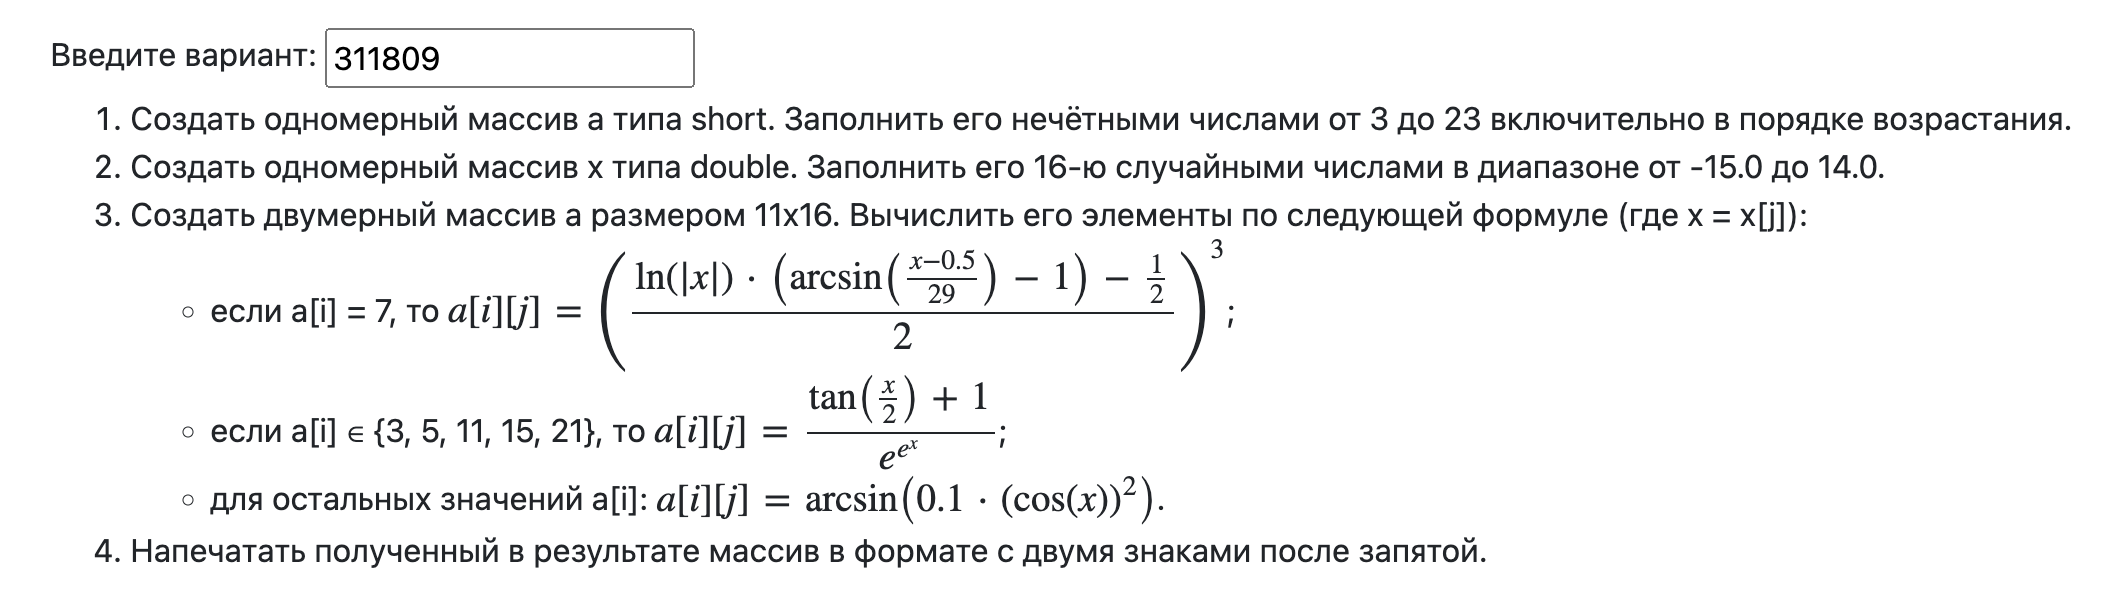 Введите вариант: 311809
1. Создать одномерный массив a типа short. Заполнить его нечётными числами от 3 до 23 включительно в порядке возрастания.
2. Создать одномерный массив x типа double. Заполнить его 16-ю случайными числами в диапазоне от -15.0 до 14.0.
3. Создать двумерный массив a размером 11x16. Вычислить его элементы по следующей формуле (где x = x[j]):
◦ если a[i] = 7, то $a[i][j] = \left(\frac{\ln(|x|) \cdot \left(\arcsin\left(\frac{x-0.5}{29}\right) - 1\right) - \frac{1}{2}}{2}\right)^3$;
◦ если a[i] ∈ {3, 5, 11, 15, 21}, то $a[i][j] = \frac{\tan\left(\frac{x}{2}\right) + 1}{e^{e^x}}$;
◦ для остальных значений a[i]: $a[i][j] = \arcsin\left(0.1 \cdot (\cos(x))^2\right)$.
4. Напечатать полученный в результате массив в формате с двумя знаками после запятой.